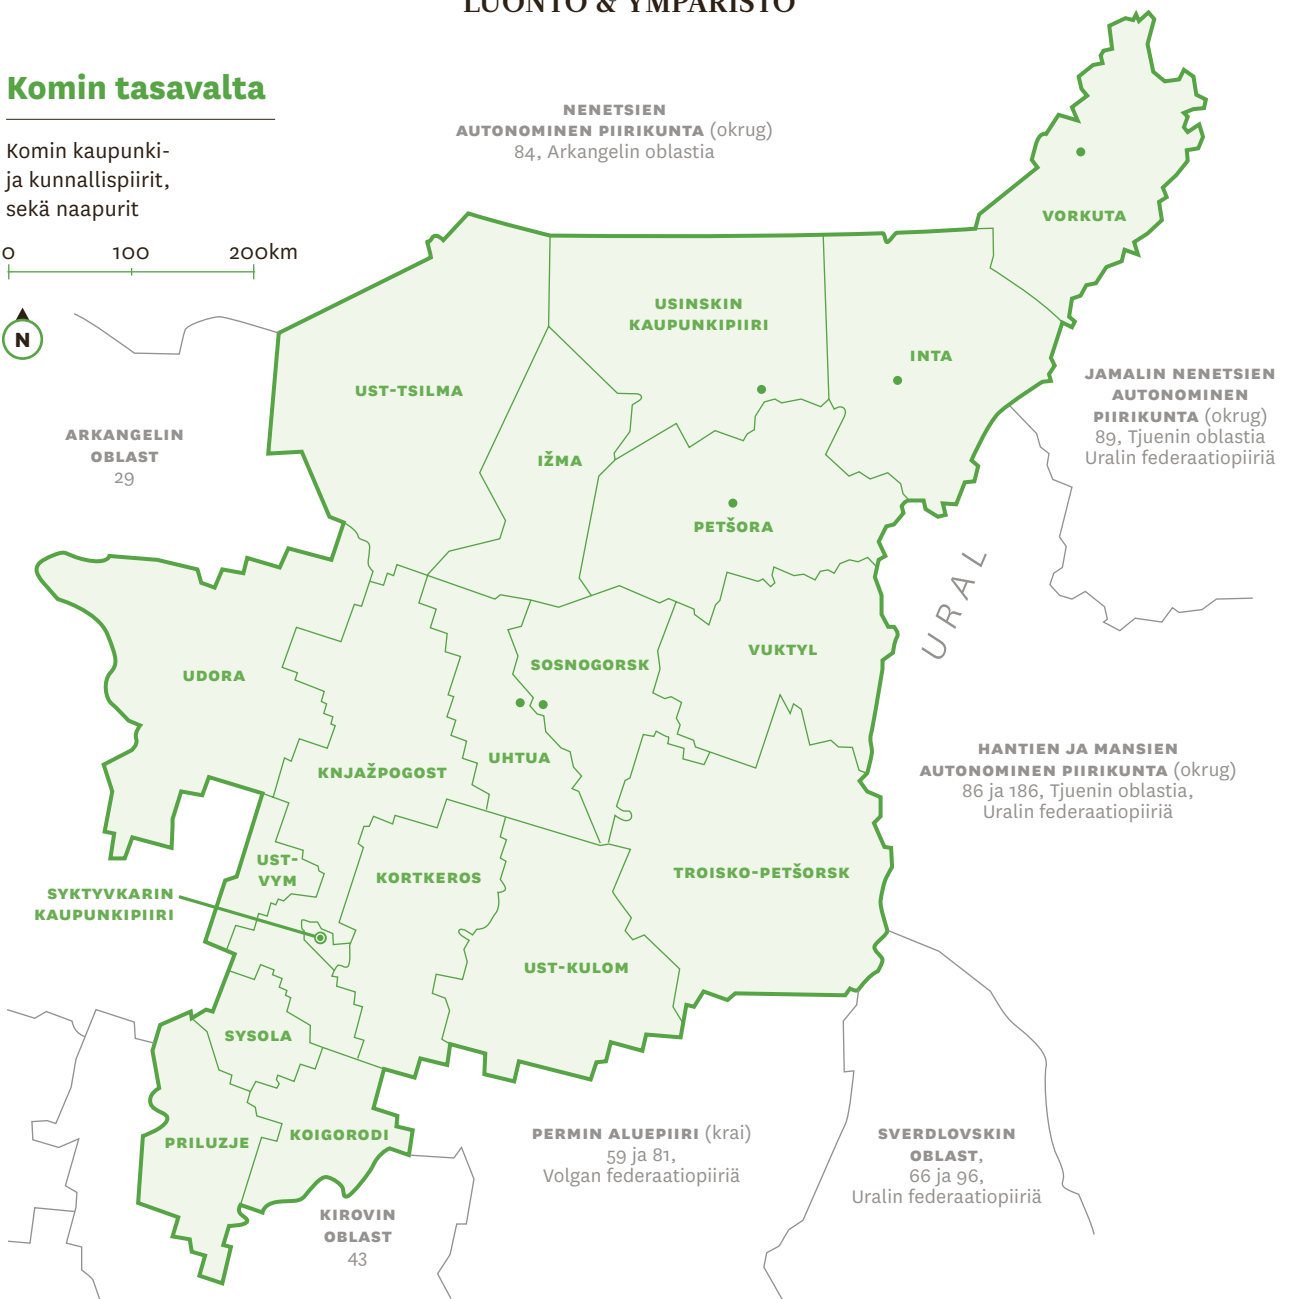 LUONTO & YMPÄRISTÖ
Komin tasavalta
Komin kaupunki-
ja kunnallispiirit,
sekä naapurit
0 100 200km
N
NENETSIEN
AUTONOMINEN PIIRIKUNTA (okrug)
84, Arkangelin oblastia
VORKUTA
USINSKIN
KAUPUNKIPIIRI
INTA
UST-TSILMA
JAMALIN NENETSIEN
AUTONOMINEN
PIIRIKUNTA (okrug)
89, Tjuenin oblastia
Uralin federaatiopiiriä
ARKANGELIN
OBLAST
29
IŽMA
PETŠORA
URAL
UDORA
SOSNOGORSK
VUKTYL
UHTUA
KNJAŽPOGOST
HANTIEN JA MANSIEN
AUTONOMINEN PIIRIKUNTA (okrug)
86 ja 186, Tjuenin oblastia,
Uralin federaatiopiiriä
UST-
VYM
KORTKEROS
TROISKO-PETŠORSK
SYKTYVKARIN
KAUPUNKIPIIRI
UST-KULOM
SYSOLA
PRILUZJE
KOIGORODI
PERMIN ALUEPIIRI (krai)
59 ja 81,
Volgan federaatiopiiriä
SVERDLOVSKIN
OBLAST,
66 ja 96,
Uralin federaatiopiiriä
KIROVIN
OBLAST
43